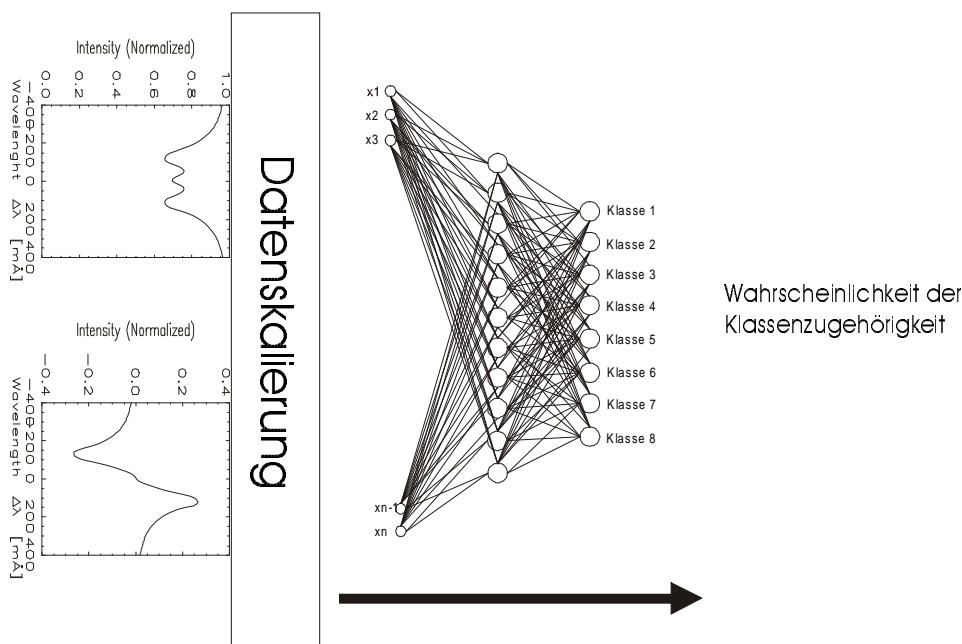 Intensity (Normalized)
0.0 0.2 0.4 0.6 0.8 1.0
-400 -200 0 200 400
Wavelenght Δλ [mÅ]
Intensity (Normalized)
-0.4 -0.2 0.0 0.2 0.4
-400 -200 0 200 400
Wavelength Δλ [mÅ]
Datenskalierung
x1
x2
x3
xn-1
xn
Klasse 1
Klasse 2
Klasse 3
Klasse 4
Klasse 5
Klasse 6
Klasse 7
Klasse 8
Wahrscheinlichkeit der
Klassenzugehörigkeit